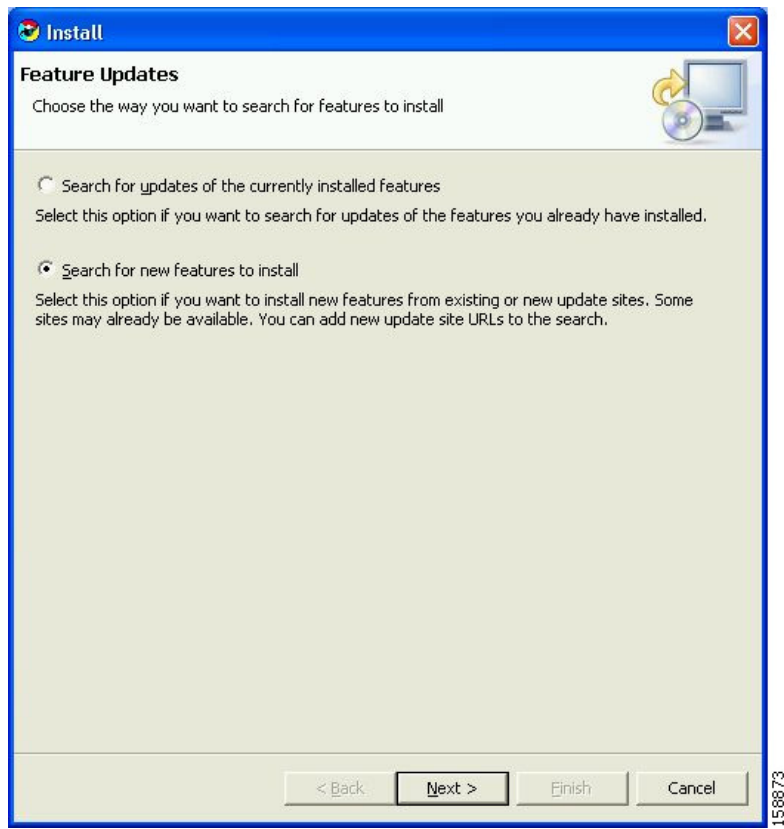 Install
Feature Updates
Choose the way you want to search for features to install
Search for updates of the currently installed features
Select this option if you want to search for updates of the features you already have installed.
Search for new features to install
Select this option if you want to install new features from existing or new update sites. Some
sites may already be available. You can add new update site URLs to the search.
< Back
Next >
Finish
Cancel
158873